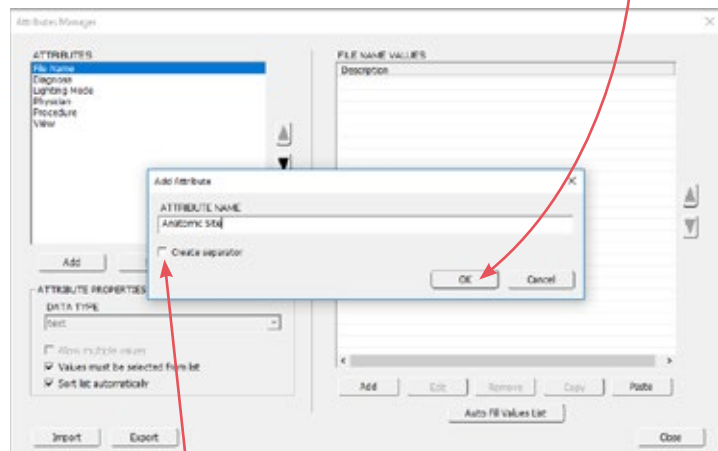 Attributes Manager
ATTRIBUTES
File Name
Diagnosis
Lighting Mode
Physician
Procedure
View
FILE NAME VALUES
Description
Add Attribute
ATTRIBUTE NAME
Anatomic Site
Create separator
OK
Cancel
Add
ATTRIBUTE PROPERTIES
DATA TYPE
text
Allow multiple values
Values must be selected from list
Sort list automatically
Add
Edit
Remove
Copy
Paste
Auto Fill Values List
Import
Export
Close